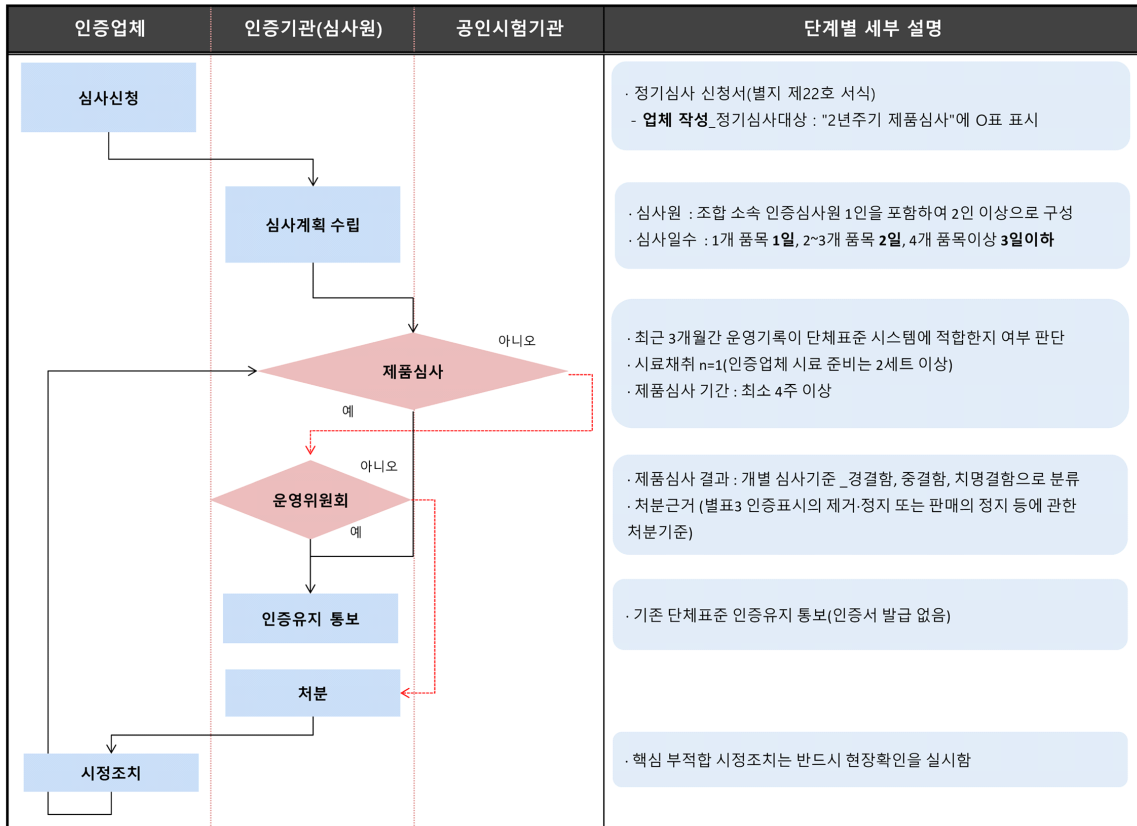 인증업체
인증기관(심사원)
공인시험기관
단계별 세부 설명
심사신청
· 정기심사 신청서(별지 제22호 서식)
- 업체 작성_정기심사대상 : "2년주기 제품심사"에 O표 표시
심사계획 수립
· 심사원 : 조합 소속 인증심사원 1인을 포함하여 2인 이상으로 구성
· 심사일수 : 1개 품목 1일, 2~3개 품목 2일, 4개 품목이상 3일이하
아니오
제품심사
예
· 최근 3개월간 운영기록이 단체표준 시스템에 적합한지 여부 판단
· 시료채취 n=1(인증업체 시료 준비는 2세트 이상)
· 제품심사 기간 : 최소 4주 이상
아니오
운영위원회
예
· 제품심사 결과 : 개별 심사기준 _경결함, 중결함, 치명결함으로 분류
· 처분근거 (별표3 인증표시의 제거·정지 또는 판매의 정지 등에 관한
처분기준)
인증유지 통보
· 기존 단체표준 인증유지 통보(인증서 발급 없음)
처분
시정조치
· 핵심 부적합 시정조치는 반드시 현장확인을 실시함